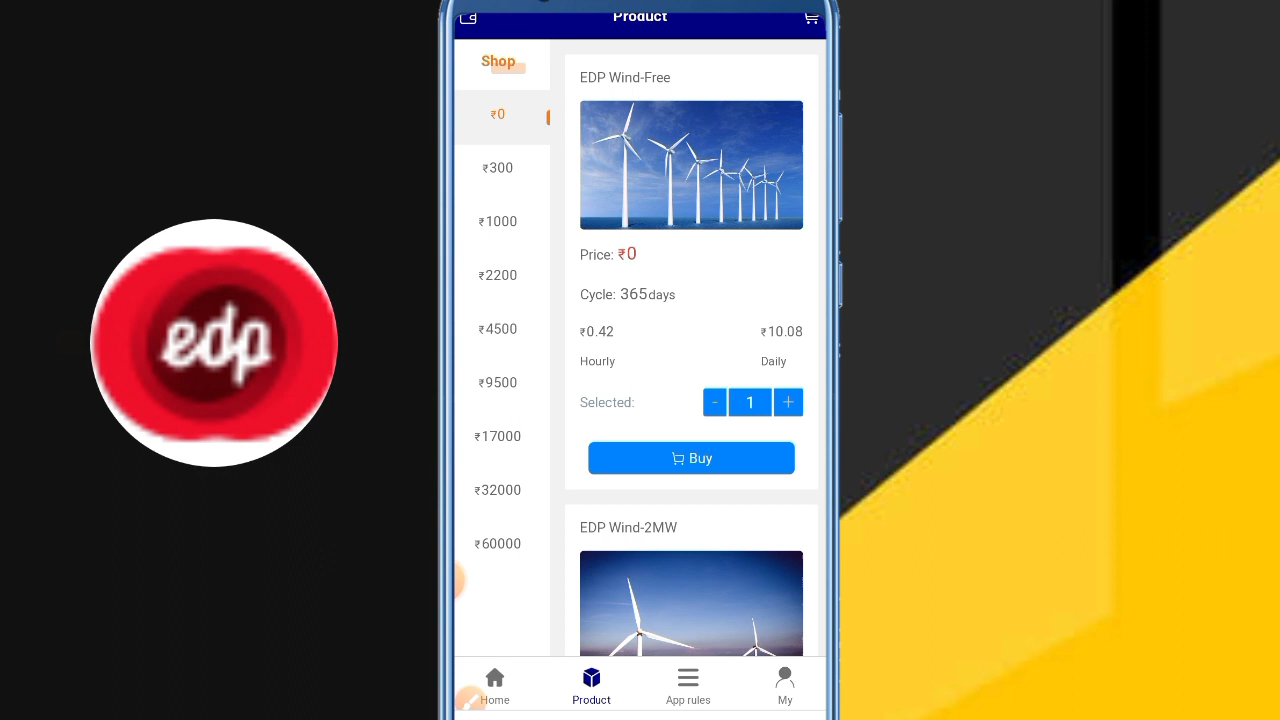 edp
Product
Shop
₹0
₹300
₹1000
₹2200
₹4500
₹9500
₹17000
₹32000
₹60000
EDP Wind-Free
Price: ₹0
Cycle: 365days
₹0.42 ₹10.08
Hourly Daily
Selected: - 1 +
Buy
EDP Wind-2MW
Home Product App rules My